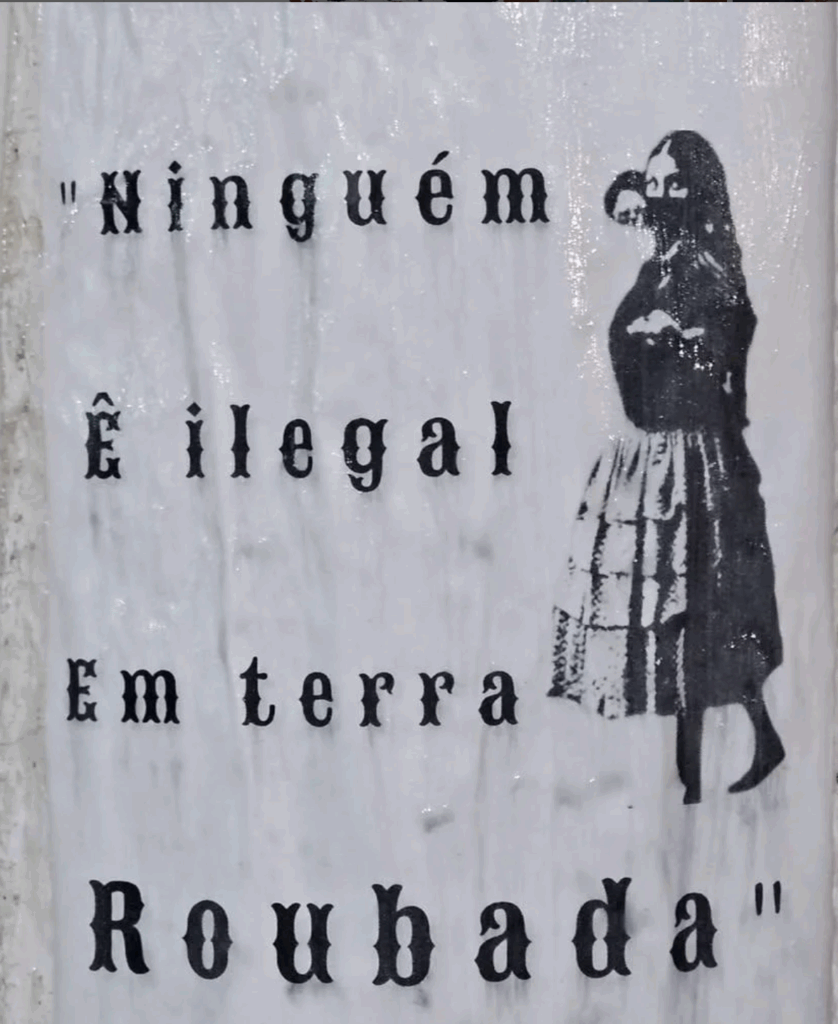 "Ninguém
Ê ilegal
Em terra
Roubada"